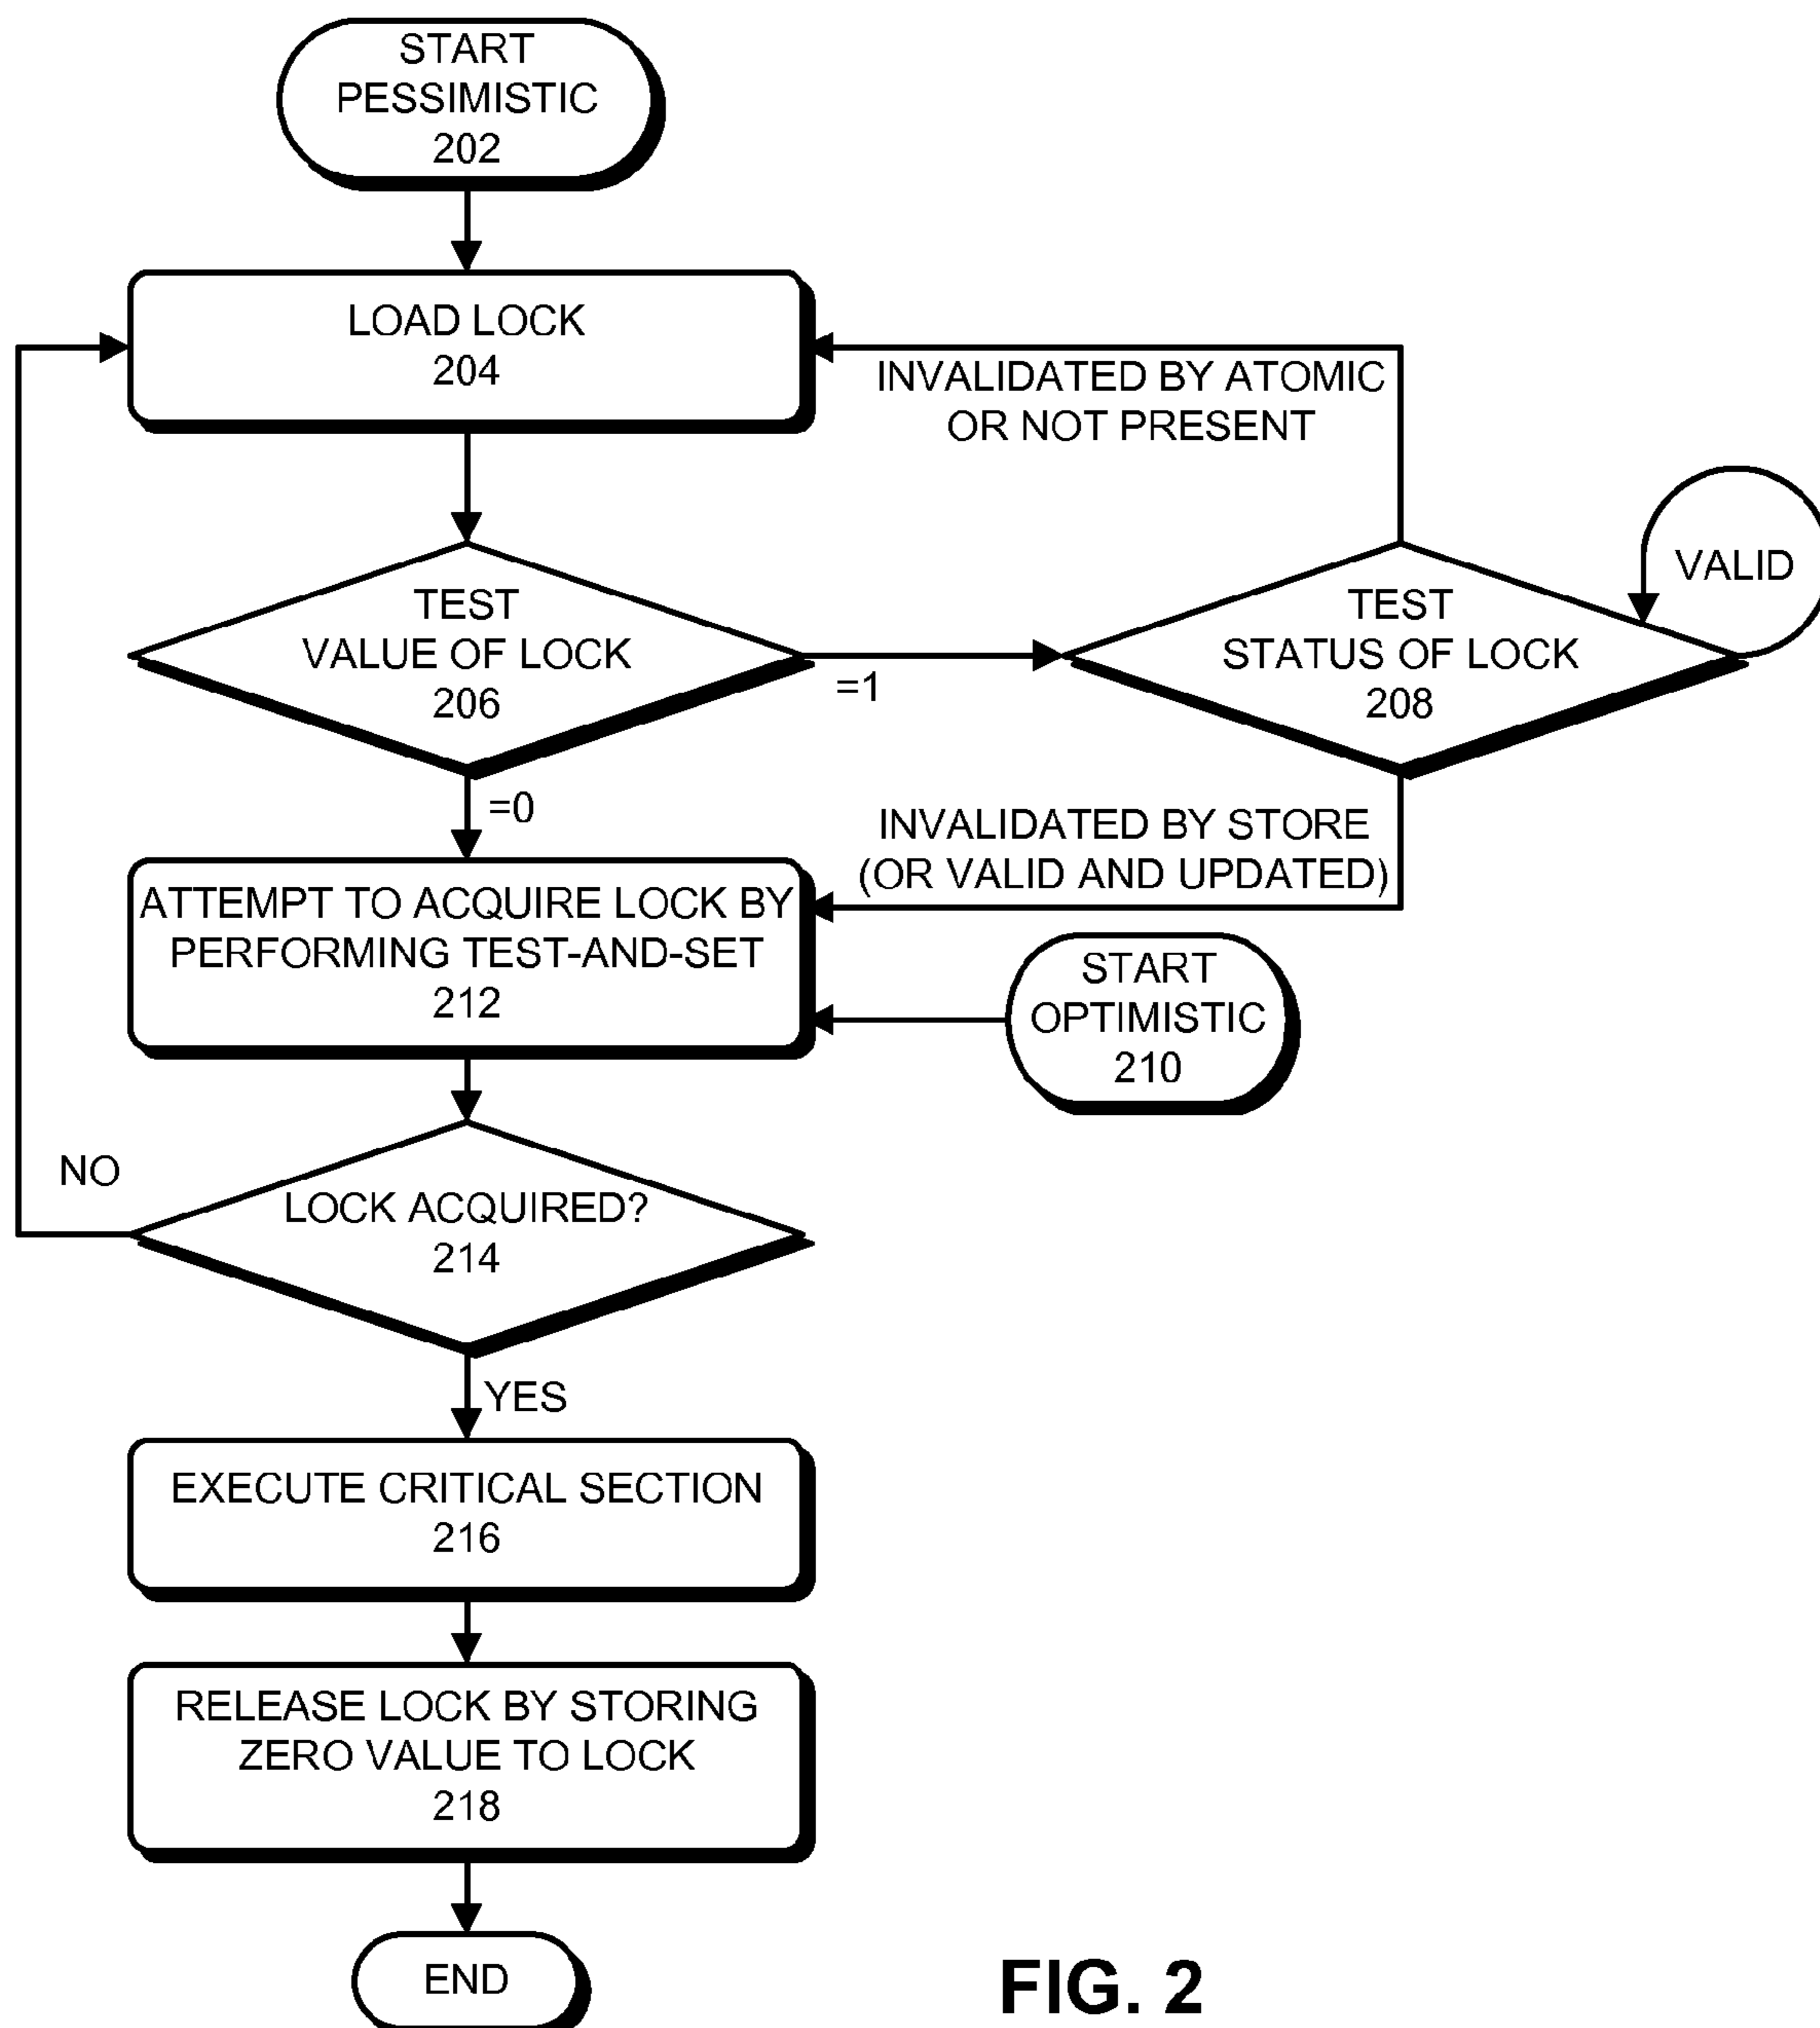 START
PESSIMISTIC
202
LOAD LOCK
204
INVALIDATED BY ATOMIC
OR NOT PRESENT
VALID
TEST
VALUE OF LOCK
206
=1
TEST
STATUS OF LOCK
208
=0
INVALIDATED BY STORE
(OR VALID AND UPDATED)
ATTEMPT TO ACQUIRE LOCK BY
PERFORMING TEST-AND-SET
212
START
OPTIMISTIC
210
NO
LOCK ACQUIRED?
214
YES
EXECUTE CRITICAL SECTION
216
RELEASE LOCK BY STORING
ZERO VALUE TO LOCK
218
END
FIG. 2